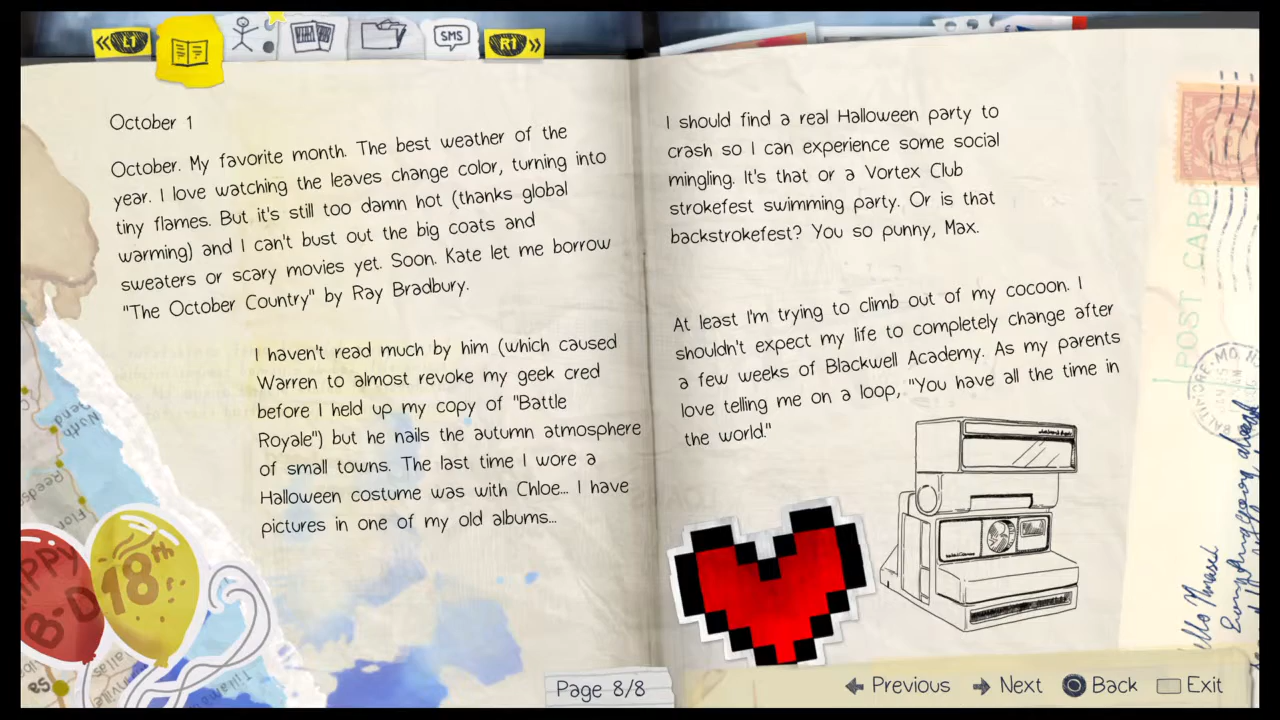 L1
SMS
R1
October 1
October. My favorite month. The best weather of the
year. I love watching the leaves change color, turning into
tiny flames. But it's still too damn hot (thanks global
warming) and I can't bust out the big coats and
sweaters or scary movies yet. Soon. Kate let me borrow
"The October Country" by Ray Bradbury.
I haven't read much by him (which caused
Warren to almost revoke my geek cred
before I held up my copy of "Battle
Royale") but he nails the autumn atmosphere
of small towns. The last time I wore a
Halloween costume was with Chloe... I have
pictures in one of my old albums...
I should find a real Halloween party to
crash so I can experience some social
mingling. It's that or a Vortex Club
strokefest swimming party. Or is that
backstrokefest? You so punny, Max.
At least I'm trying to climb out of my cocoon. I
shouldn't expect my life to completely change after
a few weeks of Blackwell Academy. As my parents
love telling me on a loop, "You have all the time in
the world."
B-D
18th
POST CARD
Page 8/8
Previous
Next
Back
Exit